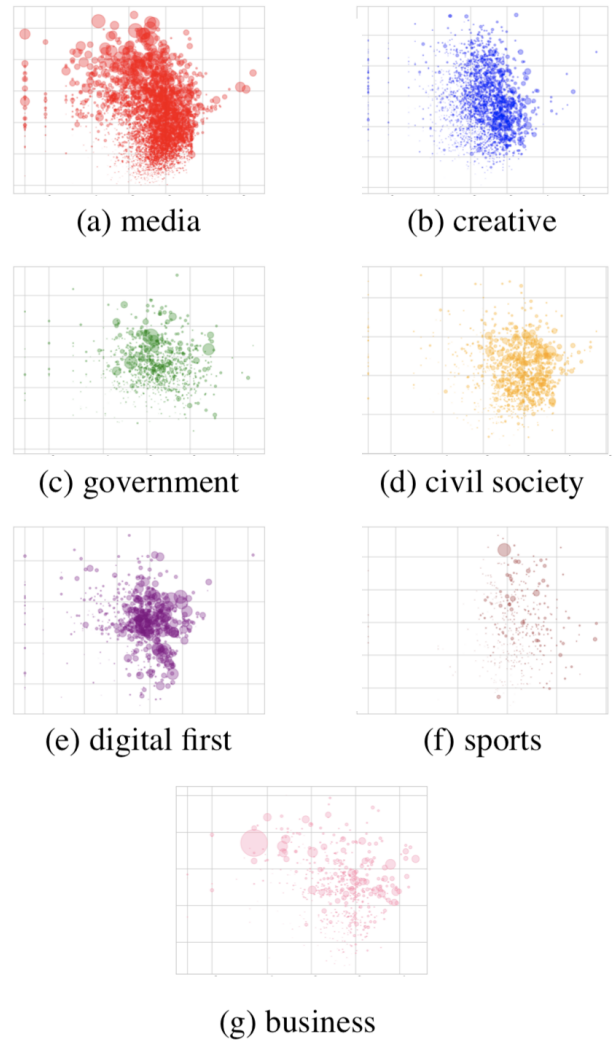 (a) media
(b) creative
(c) government
(d) civil society
(e) digital first
(f) sports
(g) business